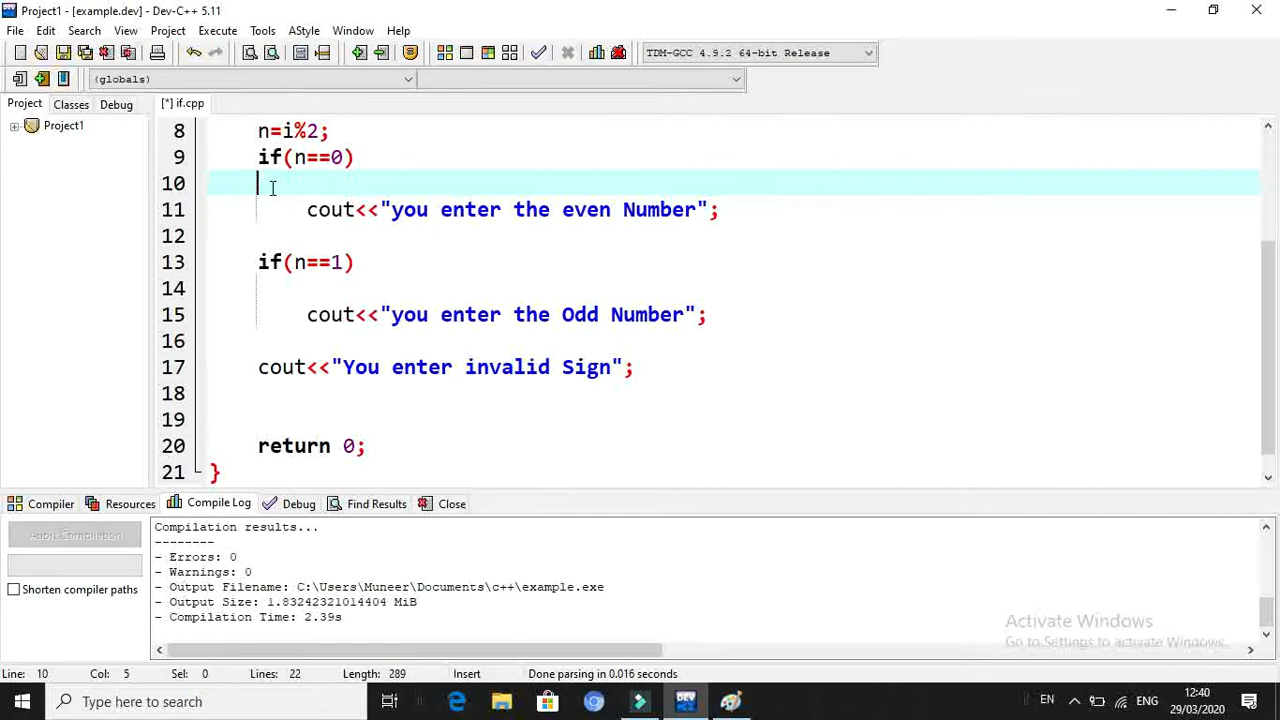 Project1 - [example.dev] - Dev-C++ 5.11
File Edit Search View Project Execute Tools AStyle Window Help
TDM-GCC 4.9.2 64-bit Release
(globals)
Project Classes Debug [*] if.cpp
Project1
8 n=i%2;
9 if(n==0)
10
11 cout<<"you enter the even Number";
12
13 if(n==1)
14
15 cout<<"you enter the Odd Number";
16
17 cout<<"You enter invalid Sign";
18
19
20 return 0;
21 }
Compiler Resources Compile Log Debug Find Results Close
Abort Compilation
Shorten compiler paths
Compilation results...
--------
- Errors: 0
- Warnings: 0
- Output Filename: C:\Users\Muneer\Documents\c++\example.exe
- Output Size: 1.83242321014404 MiB
- Compilation Time: 2.39s
Activate Windows
Go to Settings to activate Windows.
Line: 10 Col: 5 Sel: 0 Lines: 22 Length: 289 Insert Done parsing in 0.016 seconds
Type here to search
DEV
EN ENG
12:40
29/03/2020